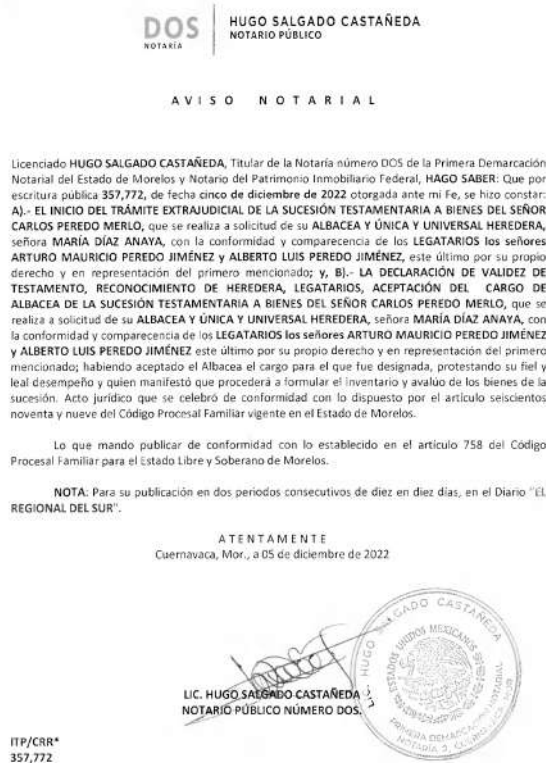 DOS
NOTARÍA
HUGO SALGADO CASTAÑEDA
NOTARIO PÚBLICO
AVISO NOTARIAL
Licenciado HUGO SALGADO CASTAÑEDA, Titular de la Notaría número DOS de la Primera Demarcación
Notarial del Estado de Morelos y Notario del Patrimonio Inmobiliario Federal, HAGO SABER: Que por
escritura pública 357,772, de fecha cinco de diciembre de 2022 otorgada ante mi Fe, se hizo constar:
A).- EL INICIO DEL TRÁMITE EXTRAJUDICIAL DE LA SUCESIÓN TESTAMENTARIA A BIENES DEL SEÑOR
CARLOS PEREDO MERLO, que se realiza a solicitud de su ALBACEA Y ÚNICA Y UNIVERSAL HEREDERA,
señora MARÍA DÍAZ ANAYA, con la conformidad y comparecencia de los LEGATARIOS los señores
ARTURO MAURICIO PEREDO JIMÉNEZ y ALBERTO LUIS PEREDO JIMÉNEZ, este último por su propio
derecho y en representación del primero mencionado; y, B).- LA DECLARACIÓN DE VALIDEZ DE
TESTAMENTO, RECONOCIMIENTO DE HEREDERA, LEGATARIOS, ACEPTACIÓN DEL CARGO DE
ALBACEA DE LA SUCESIÓN TESTAMENTARIA A BIENES DEL SEÑOR CARLOS PEREDO MERLO, que se
realiza a solicitud de su ALBACEA Y ÚNICA Y UNIVERSAL HEREDERA, señora MARÍA DÍAZ ANAYA, con
la conformidad y comparecencia de los LEGATARIOS los señores ARTURO MAURICIO PEREDO JIMÉNEZ
y ALBERTO LUIS PEREDO JIMÉNEZ este último por su propio derecho y en representación del primero
mencionado; habiendo aceptado el Albacea el cargo para el que fue designada, protestando su fiel y
leal desempeño y quien manifestó que procederá a formular el inventario y avalúo de los bienes de la
sucesión. Acto jurídico que se celebró de conformidad con lo dispuesto por el artículo seiscientos
noventa y nueve del Código Procesal Familiar vigente en el Estado de Morelos.
Lo que mando publicar de conformidad con lo establecido en el artículo 758 del Código
Procesal Familiar para el Estado Libre y Soberano de Morelos.
NOTA: Para su publicación en dos periodos consecutivos de diez en diez días, en el Diario "EL
REGIONAL DEL SUR".
ATENTAMENTE
Cuernavaca, Mor., a 05 de diciembre de 2022
LIC. HUGO SALGADO CASTAÑEDA
NOTARIO PÚBLICO NÚMERO DOS.
LIC. HUGO SALGADO CASTAÑEDA
ESTADOS UNIDOS MEXICANOS
PRIMERA DEMARCACIÓN NOTARIAL
ITP/CRR*
357,772